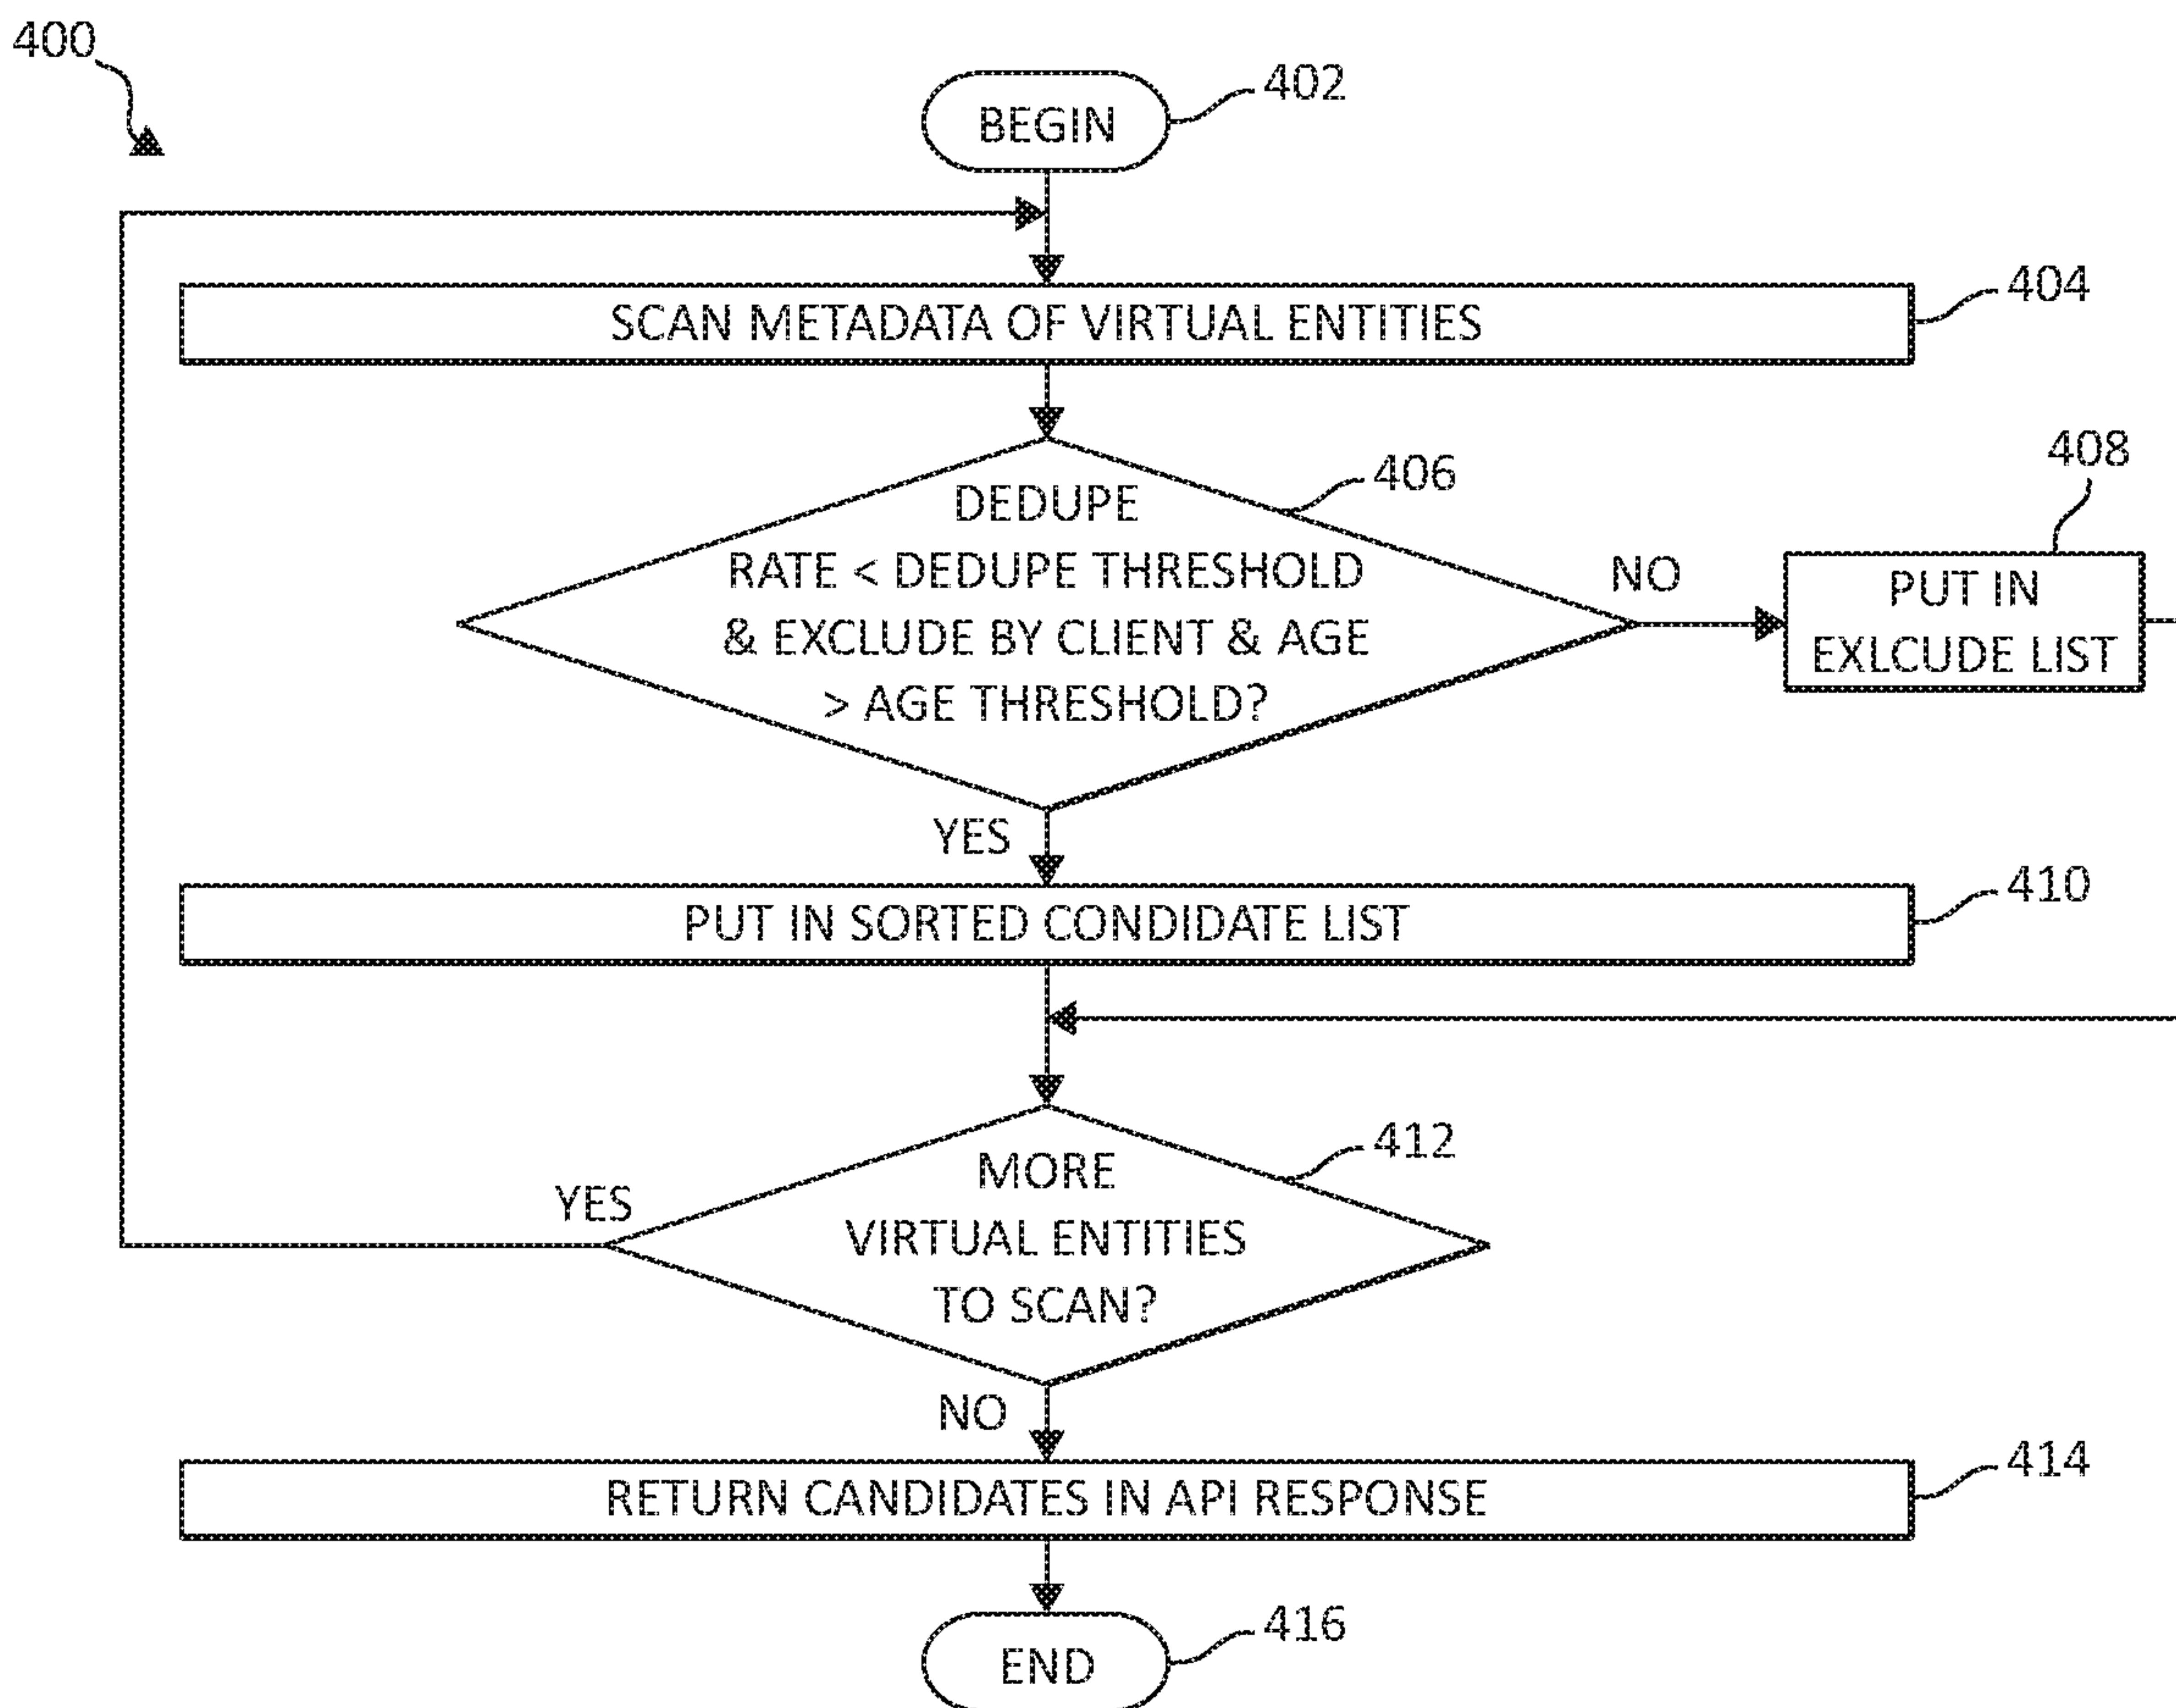 400
BEGIN
402
SCAN METADATA OF VIRTUAL ENTITIES
404
DEDUPE
RATE < DEDUPE THRESHOLD
& EXCLUDE BY CLIENT & AGE
> AGE THRESHOLD?
406
NO
408
PUT IN
EXLCUDE LIST
YES
PUT IN SORTED CONDIDATE LIST
410
MORE
VIRTUAL ENTITIES
TO SCAN?
412
YES
NO
RETURN CANDIDATES IN API RESPONSE
414
END
416